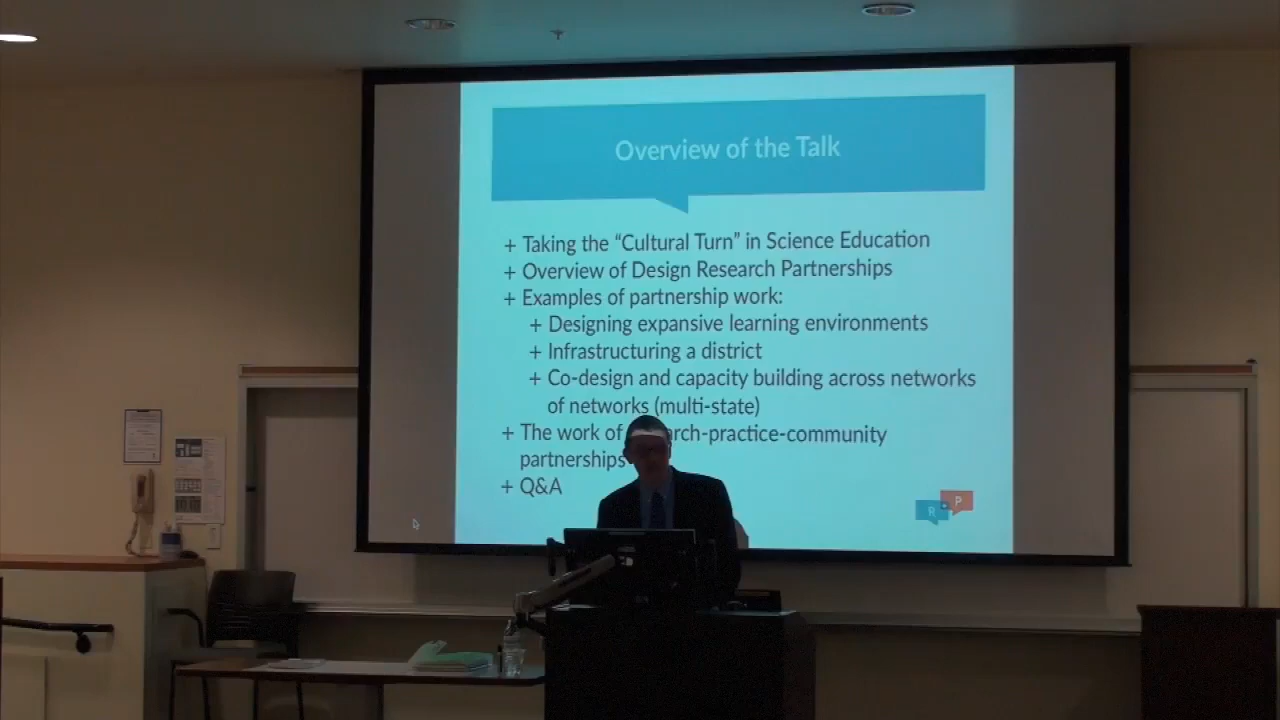 Overview of the Talk
+ Taking the “Cultural Turn” in Science Education
+ Overview of Design Research Partnerships
+ Examples of partnership work:
+ Designing expansive learning environments
+ Infrastructuring a district
+ Co-design and capacity building across networks
of networks (multi-state)
+ The work of arch-practice-community
partnerships
+ Q&A
R + P